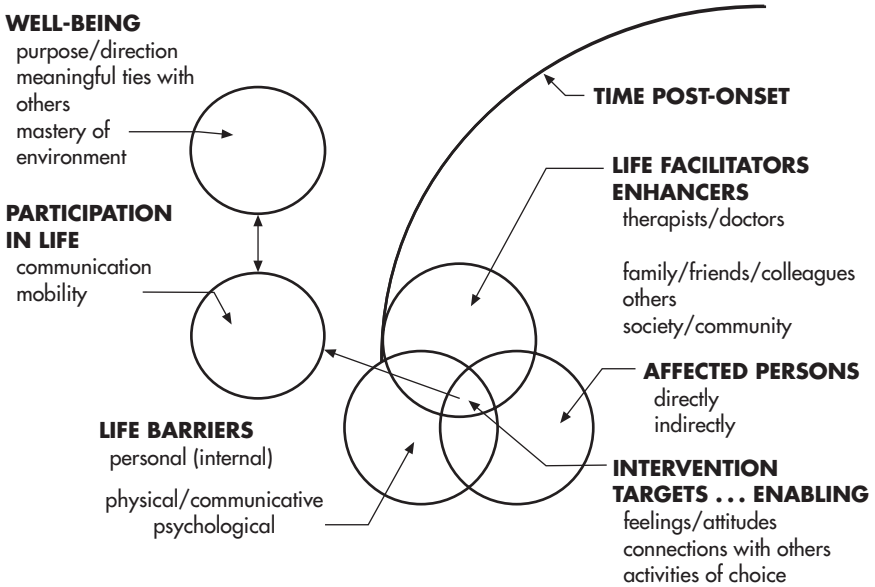 WELL-BEING
purpose/direction
meaningful ties with
others
mastery of
environment
PARTICIPATION
IN LIFE
communication
mobility
LIFE BARRIERS
personal (internal)
physical/communicative
psychological
TIME POST-ONSET
LIFE FACILITATORS
ENHANCERS
therapists/doctors
family/friends/colleagues
others
society/community
AFFECTED PERSONS
directly
indirectly
INTERVENTION
TARGETS ... ENABLING
feelings/attitudes
connections with others
activities of choice